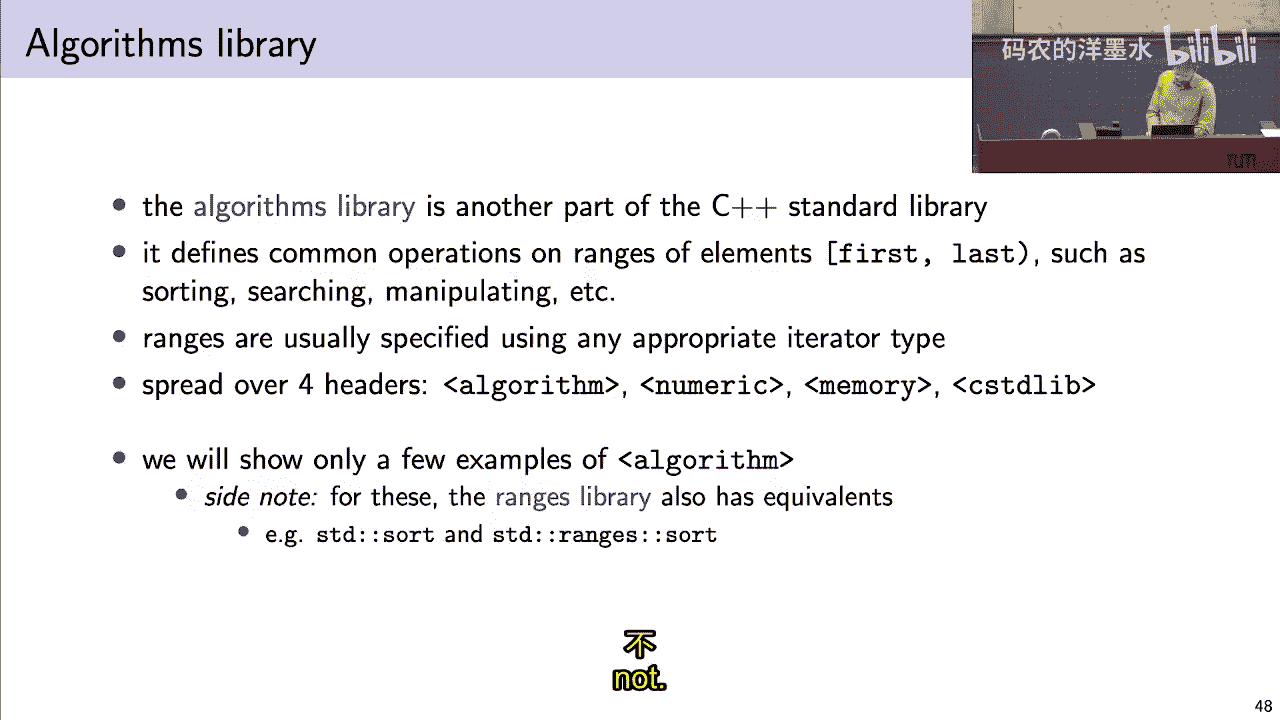 Algorithms library
码农的洋墨水 bilibili
TUM
• the algorithms library is another part of the C++ standard library
• it defines common operations on ranges of elements [first, last), such as
sorting, searching, manipulating, etc.
• ranges are usually specified using any appropriate iterator type
• spread over 4 headers: <algorithm>, <numeric>, <memory>, <cstdlib>
• we will show only a few examples of <algorithm>
• side note: for these, the ranges library also has equivalents
• e.g. std::sort and std::ranges::sort
不
not.
48